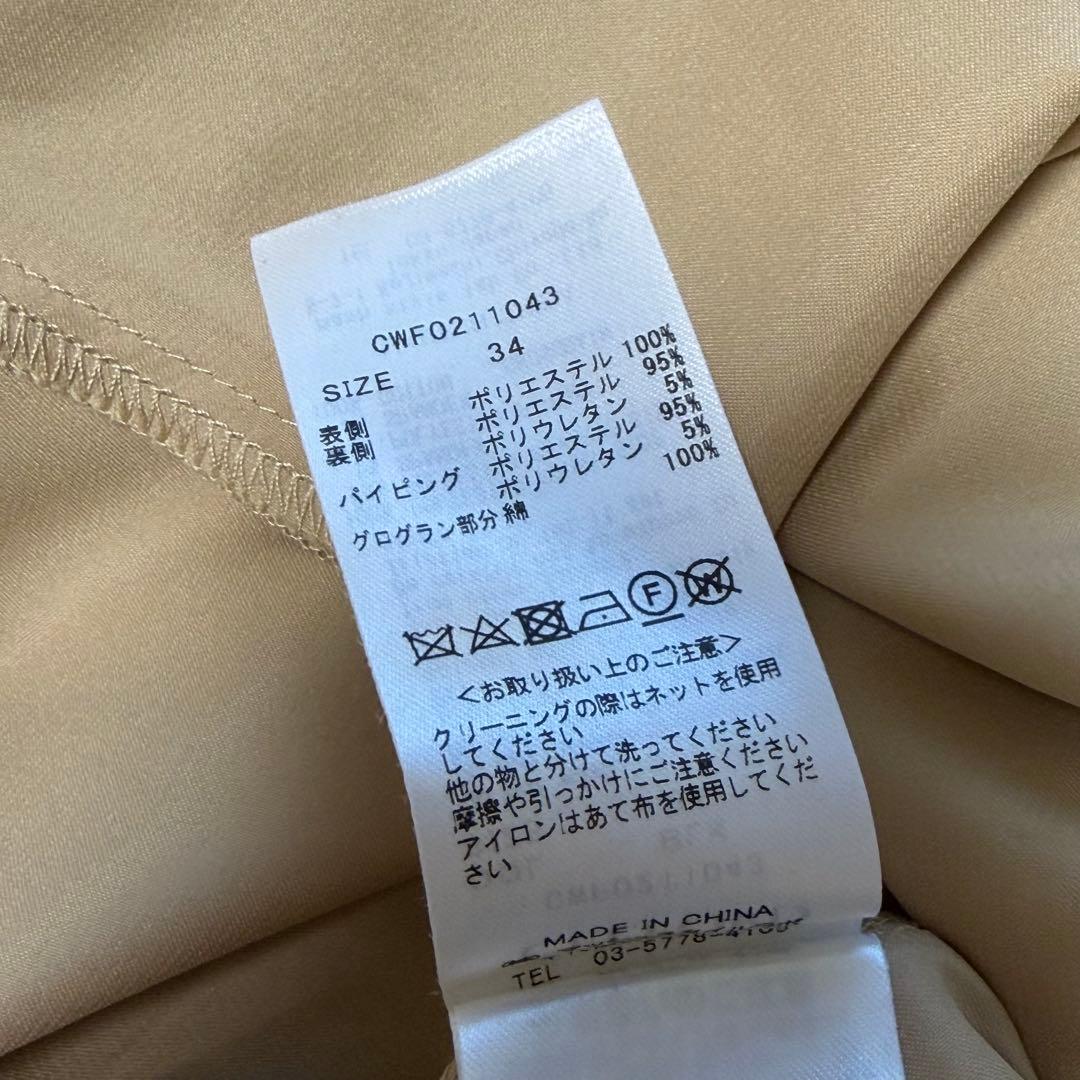 CWF0211043
SIZE 34
表側 ポリエステル 100%
裏側 ポリエステル 95%
ポリウレタン 5%
パイピング ポリエステル 95%
ポリウレタン 5%
グログラン部分 綿 100%
F W
<お取り扱い上のご注意>
クリーニングの際はネットを使用
してください
他の物と分けて洗ってください
摩擦や引っかけにご注意ください
アイロンはあて布を使用してくだ
さい
MADE IN CHINA
TEL